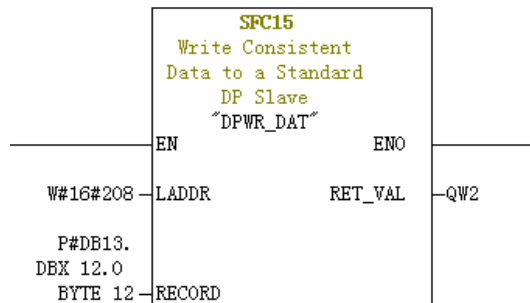 SFC15
Write Consistent
Data to a Standard
DP Slave
"DPWR_DAT"
EN ENO
W#16#208 LADDR RET_VAL QW2
P#DB13.
DBX 12.0
BYTE 12 RECORD